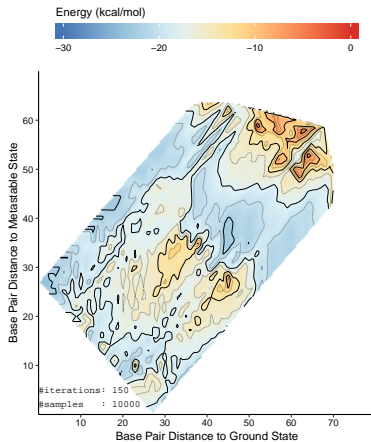 Energy (kcal/mol)
−30 −20 −10 0
Base Pair Distance to Metastable State
60
50
40
30
20
10
#iterations: 150
#samples : 10000
10 20 30 40 50 60 70
Base Pair Distance to Ground State